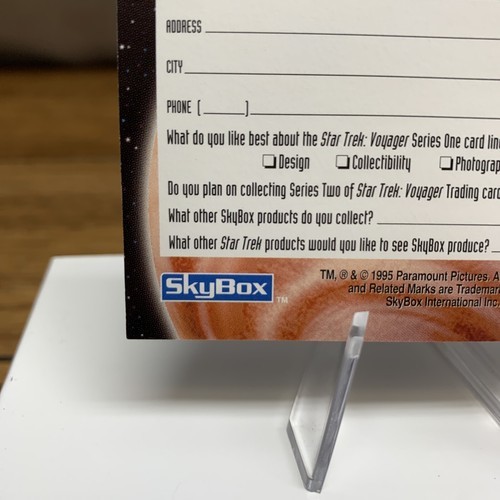 ADDRESS
CITY
PHONE ( )
What do you like best about the Star Trek: Voyager Series One card
Design Collectibility
Do you plan on collecting Series Two of Star Trek: Voyager Trading
What other SkyBox products do you collect?
What other Star Trek products would you like to see SkyBox produce?
TM, ® & © 1995 Paramount Pictures.
and Related Marks are
SkyBox International Inc.
SkyBox TM